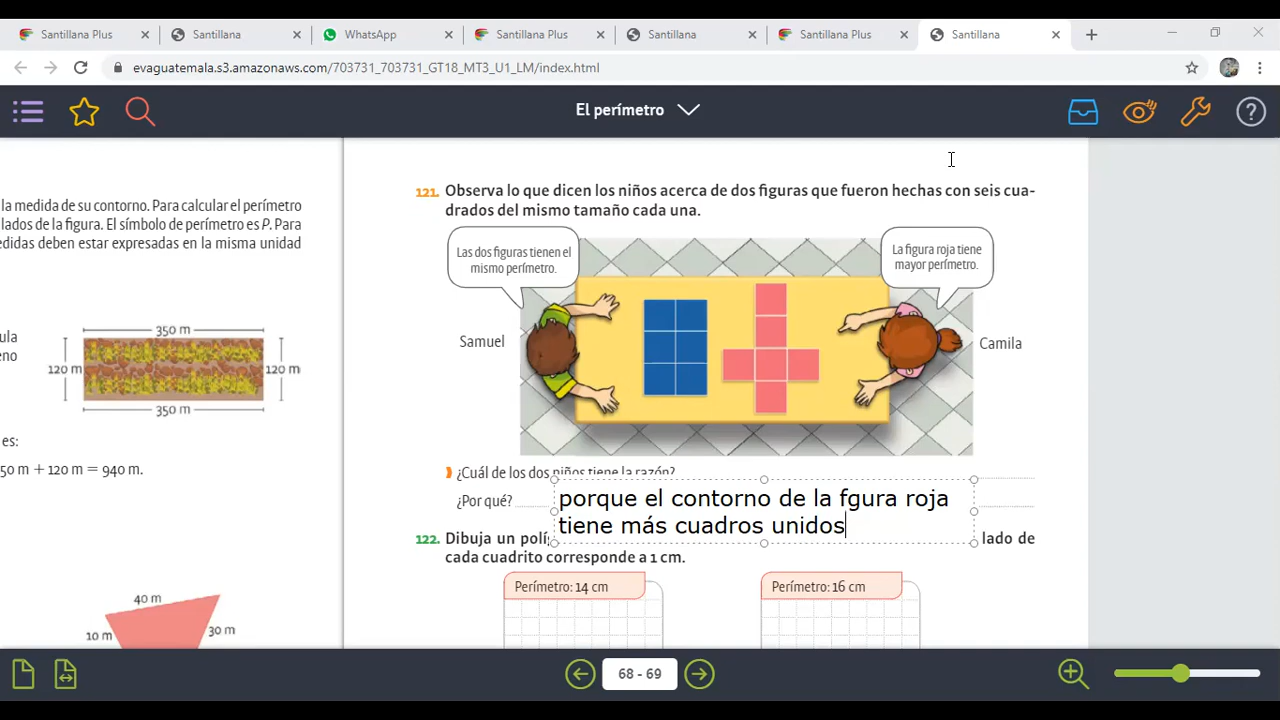 Santillana Plus
Santillana
WhatsApp
Santillana Plus
Santillana
Santillana Plus
Santillana
evaguatemala.s3.amazonaws.com/703731_703731_GT18_MT3_U1_LM/index.html
El perímetro
la medida de su contorno. Para calcular el perímetro
lados de la figura. El símbolo de perímetro es P. Para
edidas deben estar expresadas en la misma unidad
ula
eno
350 m
120 m
120 m
350 m
es:
50 m + 120 m = 940 m.
40 m
10 m
30 m
121. Observa lo que dicen los niños acerca de dos figuras que fueron hechas con seis cua-
drados del mismo tamaño cada una.
Las dos figuras tienen el
mismo perímetro.
La figura roja tiene
mayor perímetro.
Samuel
Camila
¿Cuál de los dos niños tiene la razón?
¿Por qué?
porque el contorno de la fgura roja
tiene más cuadros unidos
122. Dibuja un polí lado de
cada cuadrito corresponde a 1 cm.
Perímetro: 14 cm
Perímetro: 16 cm
68 - 69